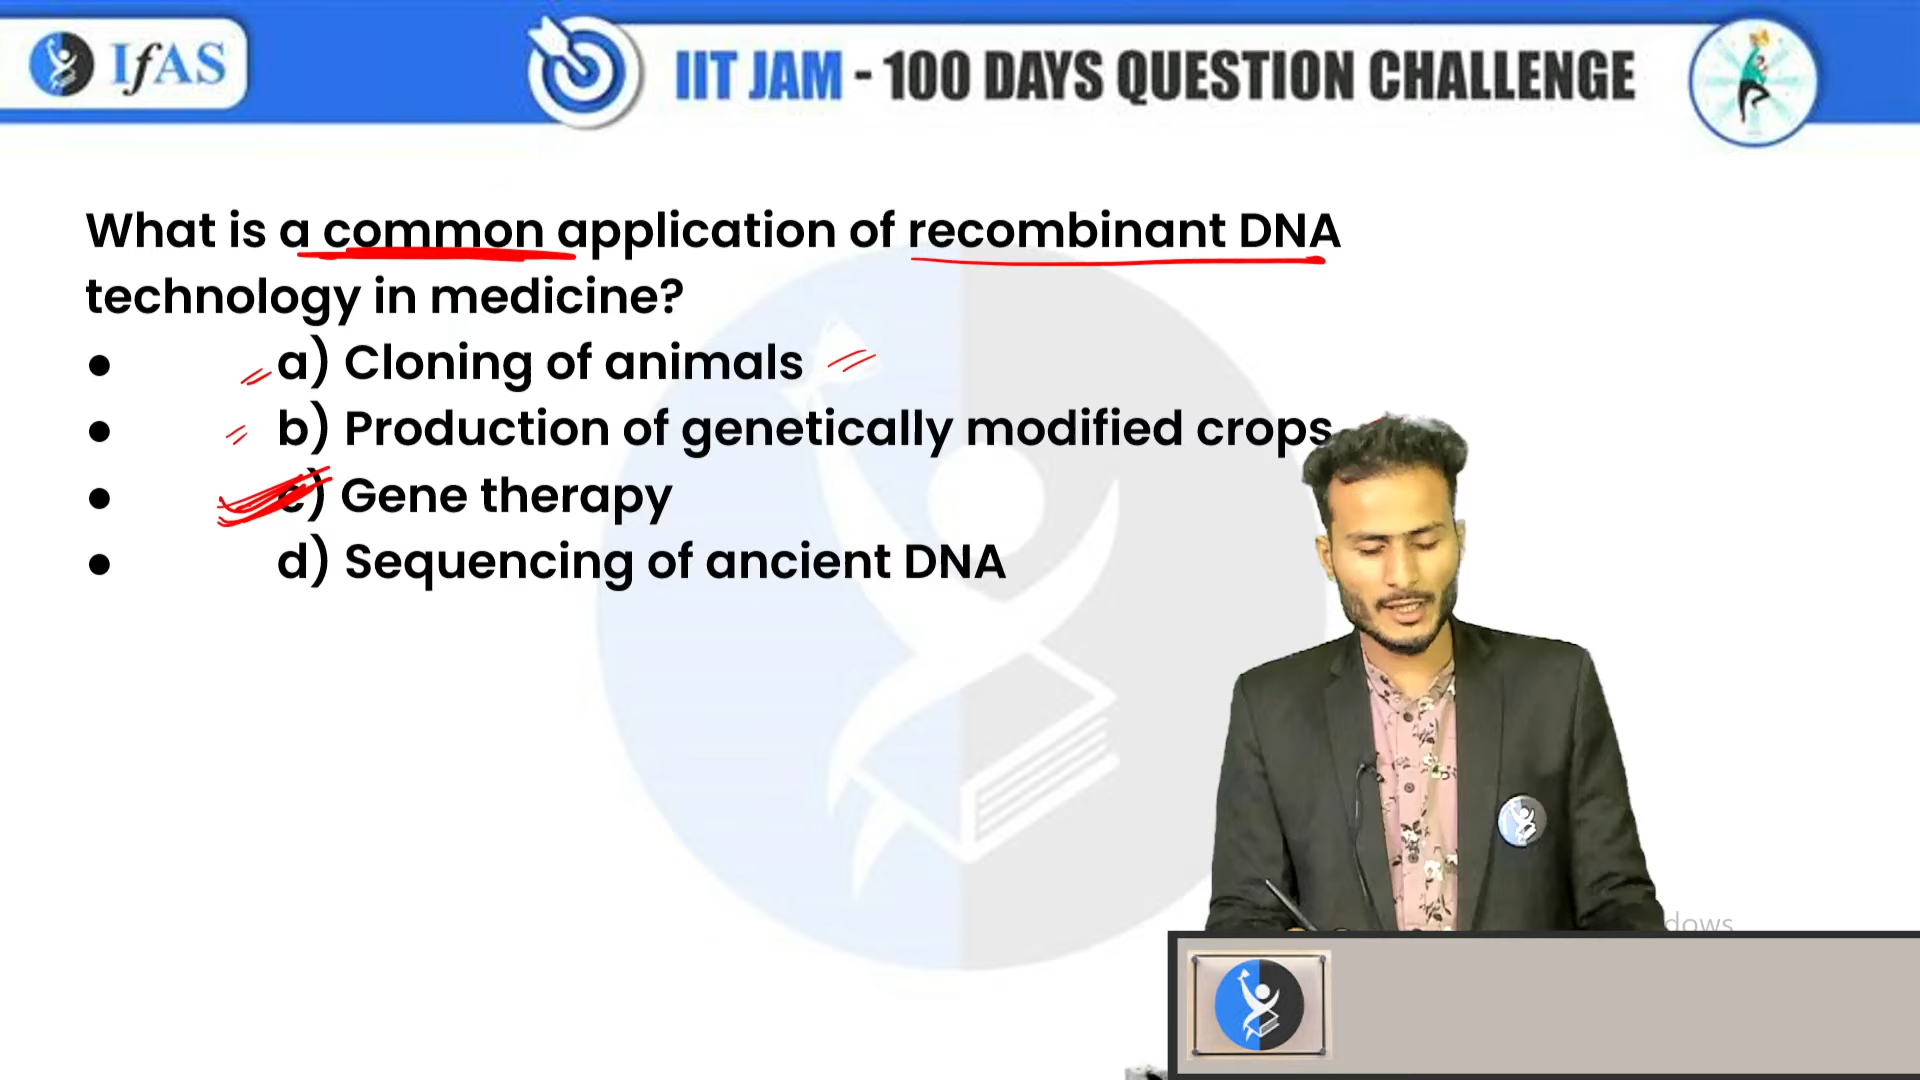 IfAS
IIT JAM - 100 DAYS QUESTION CHALLENGE
What is a common application of recombinant DNA
technology in medicine?
● a) Cloning of animals
● b) Production of genetically modified crops
● c) Gene therapy
● d) Sequencing of ancient DNA